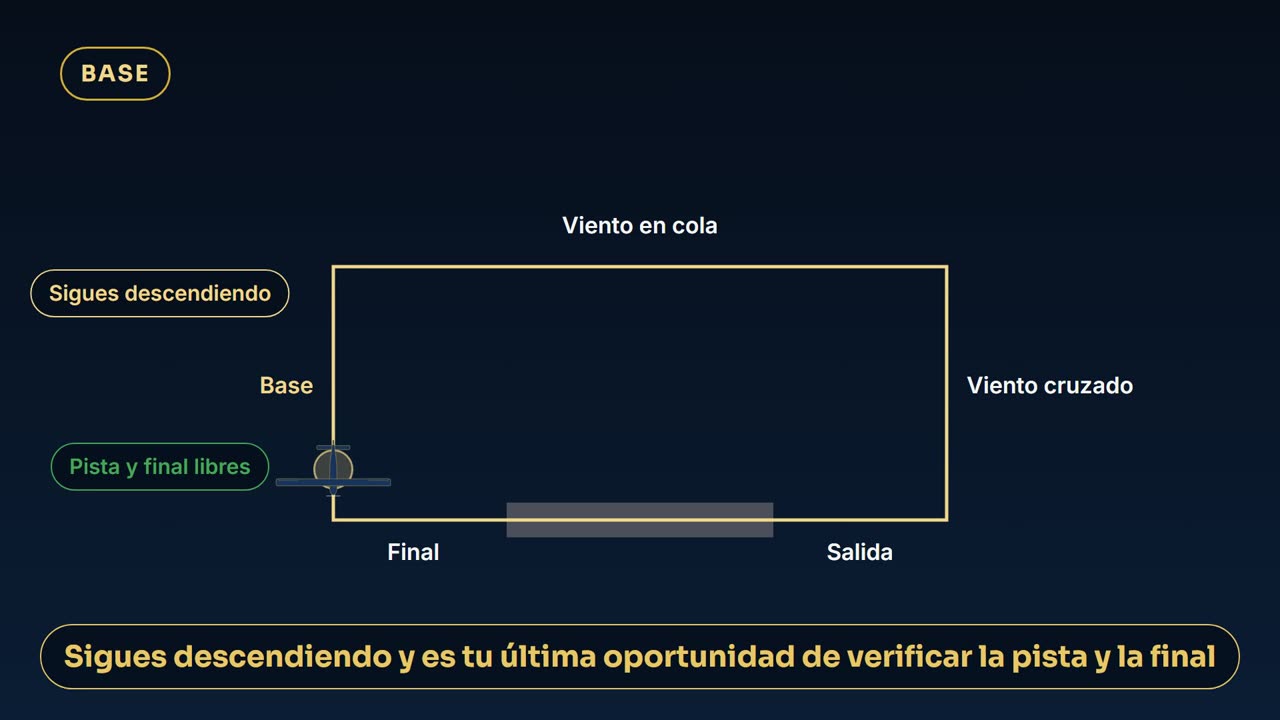 BASE
Viento en cola
Sigues descendiendo
Base
Viento cruzado
Pista y final libres
Final
Salida
Sigues descendiendo y es tu última oportunidad de verificar la pista y la final